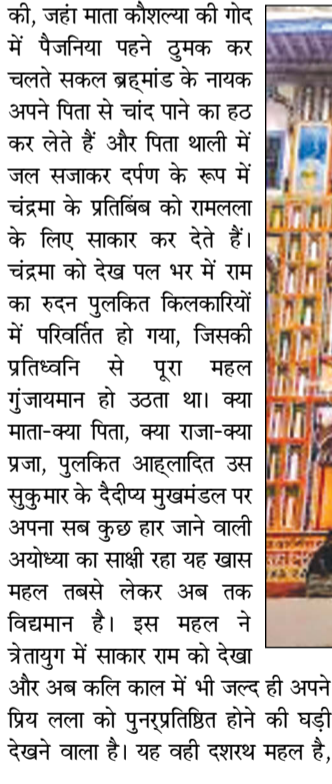 की, जहां माता कौशल्या की गोद
में पैजनिया पहने ठुमक कर
चलते सकल ब्रह्मांड के नायक
अपने पिता से चांद पाने का हठ
कर लेते हैं और पिता थाली में
जल सजाकर दर्पण के रूप में
चंद्रमा के प्रतिबिंब को रामलला
के लिए साकार कर देते हैं।
चंद्रमा को देख पल भर में राम
का रुदन पुलकित किलकारियों
में परिवर्तित हो गया, जिसकी
प्रतिध्वनि से पूरा महल
गुंजायमान हो उठता था। क्या
माता-क्या पिता, क्या राजा-क्या
प्रजा, पुलकित आह्लादित उस
सुकुमार के दैदीप्य मुखमंडल पर
अपना सब कुछ हार जाने वाली
अयोध्या का साक्षी रहा यह खास
महल तबसे लेकर अब तक
विद्यमान है। इस महल ने
त्रेतायुग में साकार राम को देखा
और अब कलि काल में भी जल्द ही अपने
प्रिय लला को पुनर्प्रतिष्ठित होने की घड़ी
देखने वाला है। यह वही दशरथ महल है,